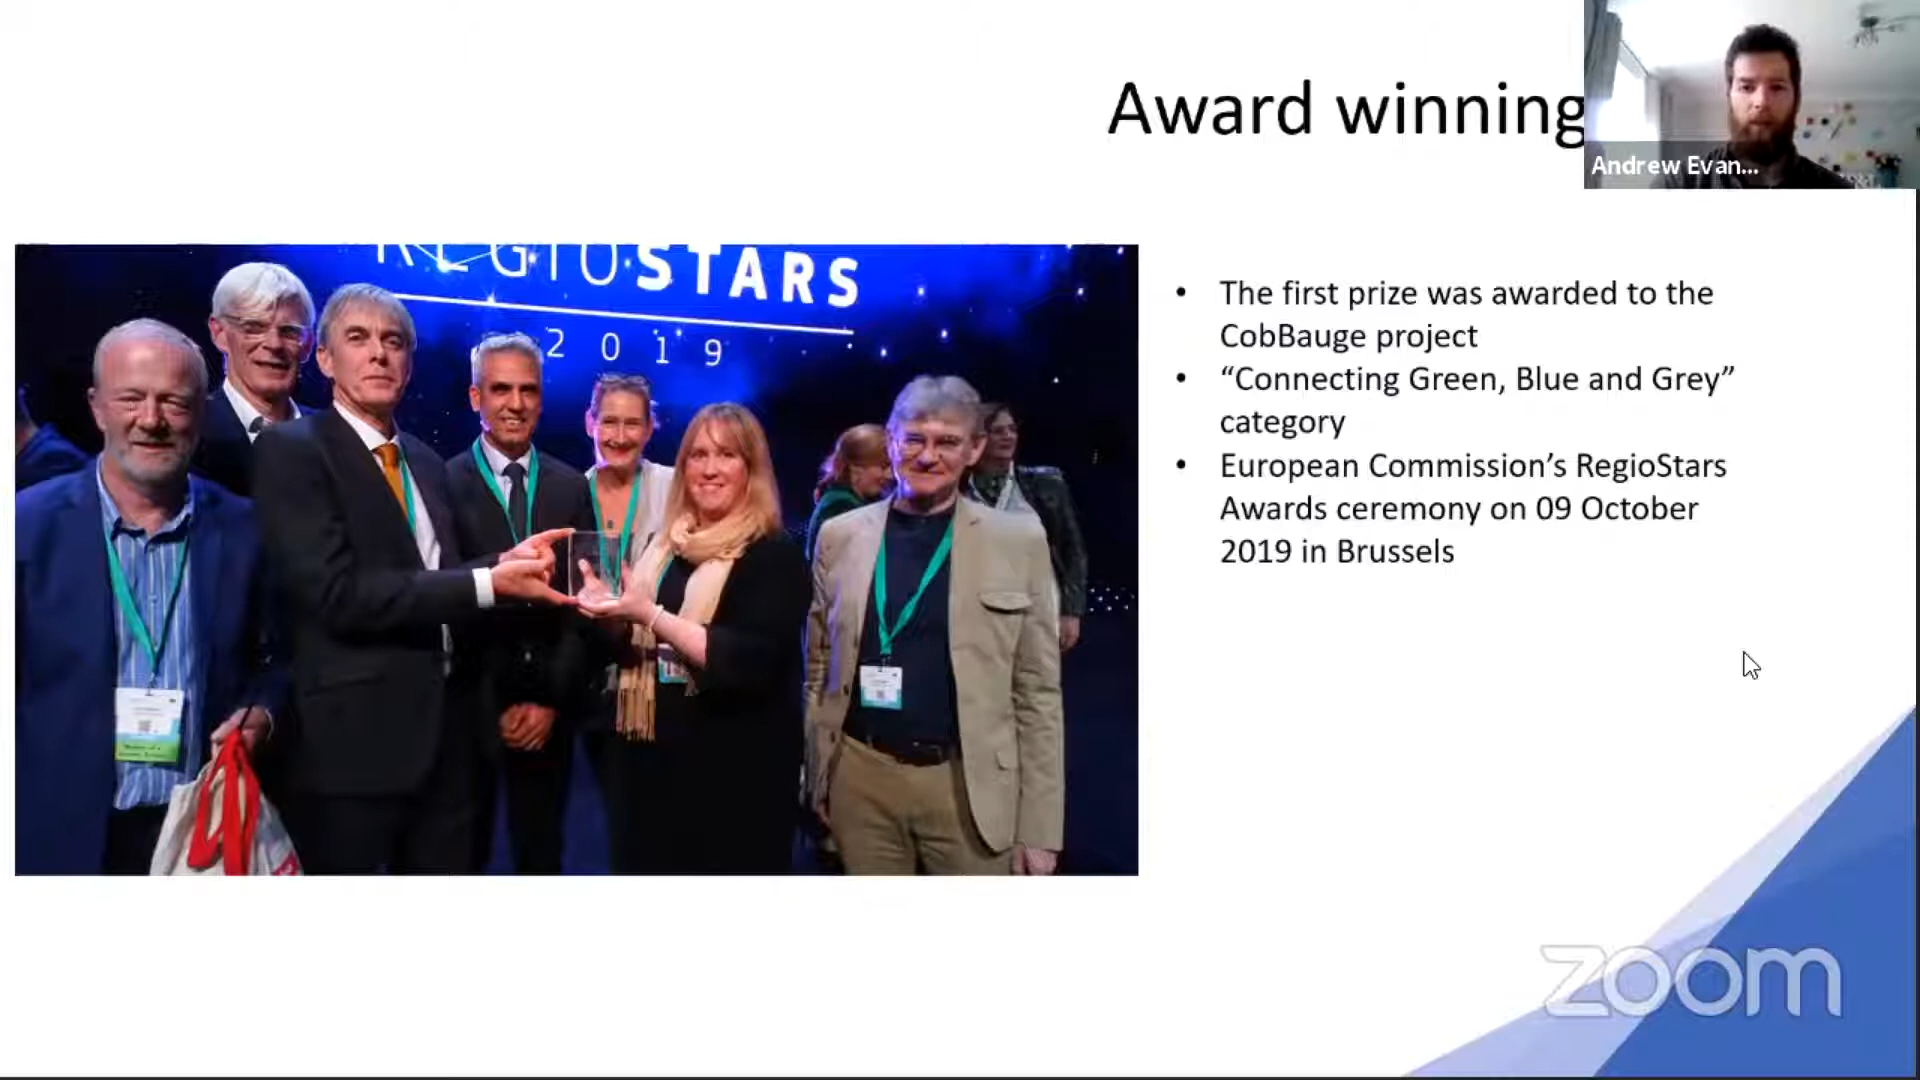 Award winning
Andrew Evan...
REGIOSTARS
2019
• The first prize was awarded to the
CobBauge project
• “Connecting Green, Blue and Grey”
category
• European Commission’s RegioStars
Awards ceremony on 09 October
2019 in Brussels
zoom